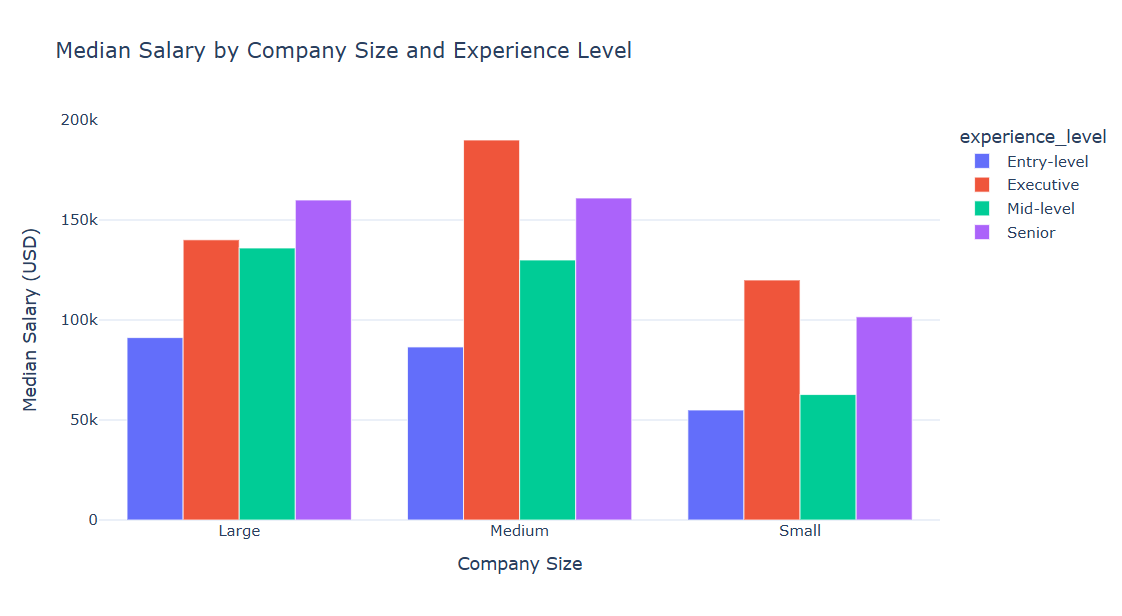 Median Salary by Company Size and Experience Level
200k
150k
100k
50k
0
Median Salary (USD)
Large
Medium
Small
Company Size
experience_level
Entry-level
Executive
Mid-level
Senior